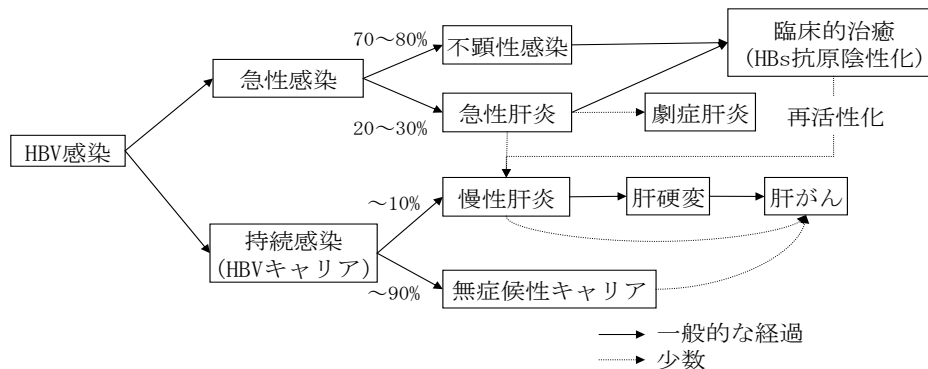 70～80%
不顕性感染
臨床的治癒
(HBs抗原陰性化)
急性感染
20～30%
急性肝炎
劇症肝炎
再活性化
HBV感染
～10%
慢性肝炎
肝硬変
肝がん
持続感染
(HBVキャリア)
～90%
無症候性キャリア
一般的な経過
少数